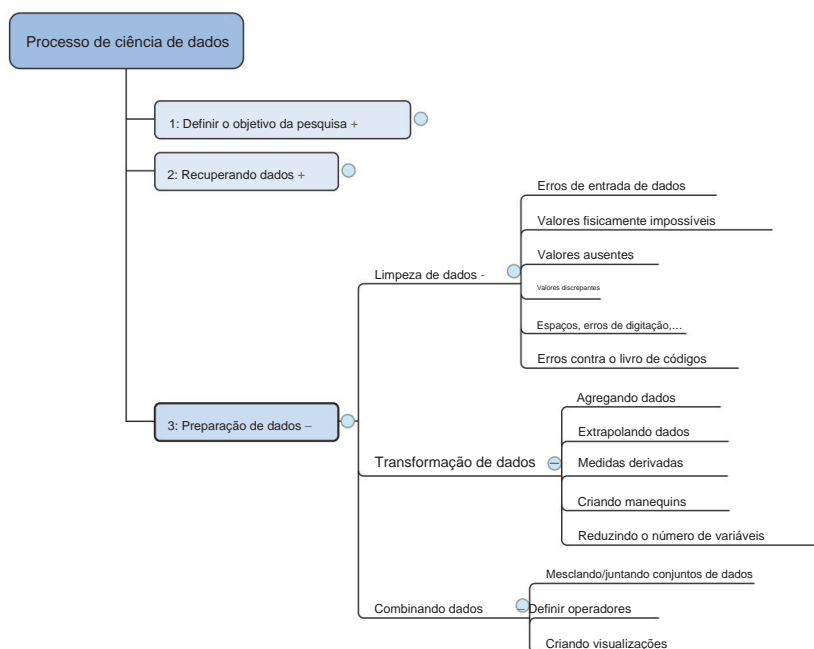 Processo de ciência de dados
1: Definir o objetivo da pesquisa +
2: Recuperando dados +
3: Preparação de dados –
Limpeza de dados -
Erros de entrada de dados
Valores fisicamente impossíveis
Valores ausentes
Valores discrepantes
Espaços, erros de digitação,...
Erros contra o livro de códigos
Transformação de dados –
Agregando dados
Extrapolando dados
Medidas derivadas
Criando manequins
Reduzindo o número de variáveis
Combinando dados
Mesclando/juntando conjuntos de dados
– Definir operadores
Criando visualizações